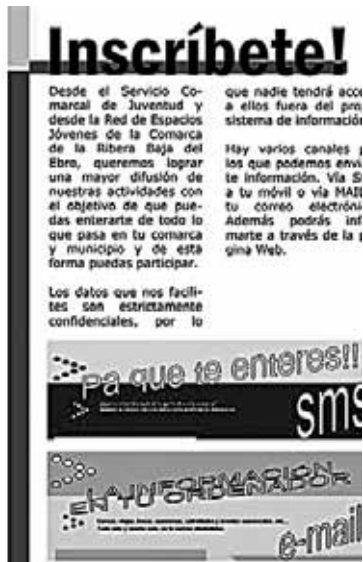 Inscríbete!
Desde el Servicio Co-
marcal de Juventud y
desde la Red de Espacios
Jóvenes de la Comarca
de la Ribera Baja del
Ebro, queremos lograr
una mayor difusión de
nuestras actividades con
el objetivo de que pue-
das enterarte de todo lo
que pasa en tu comarca
y municipio y de esta
forma puedas participar.
Los datos que nos facili-
tes son estrictamente
confidenciales, por lo
que nadie tendrá acce
a ellos fuera del pro
sistema de informació
Hay varios canales p
los que podemos envi
te información. Vía S
a tu móvil o vía MAIL
tu correo electróni
Además podrás inf
marte a través de la p
gina Web.
Pa que te enteres!!
sms
LA INFORMACION
EN TU ORDENADOR
e-mail